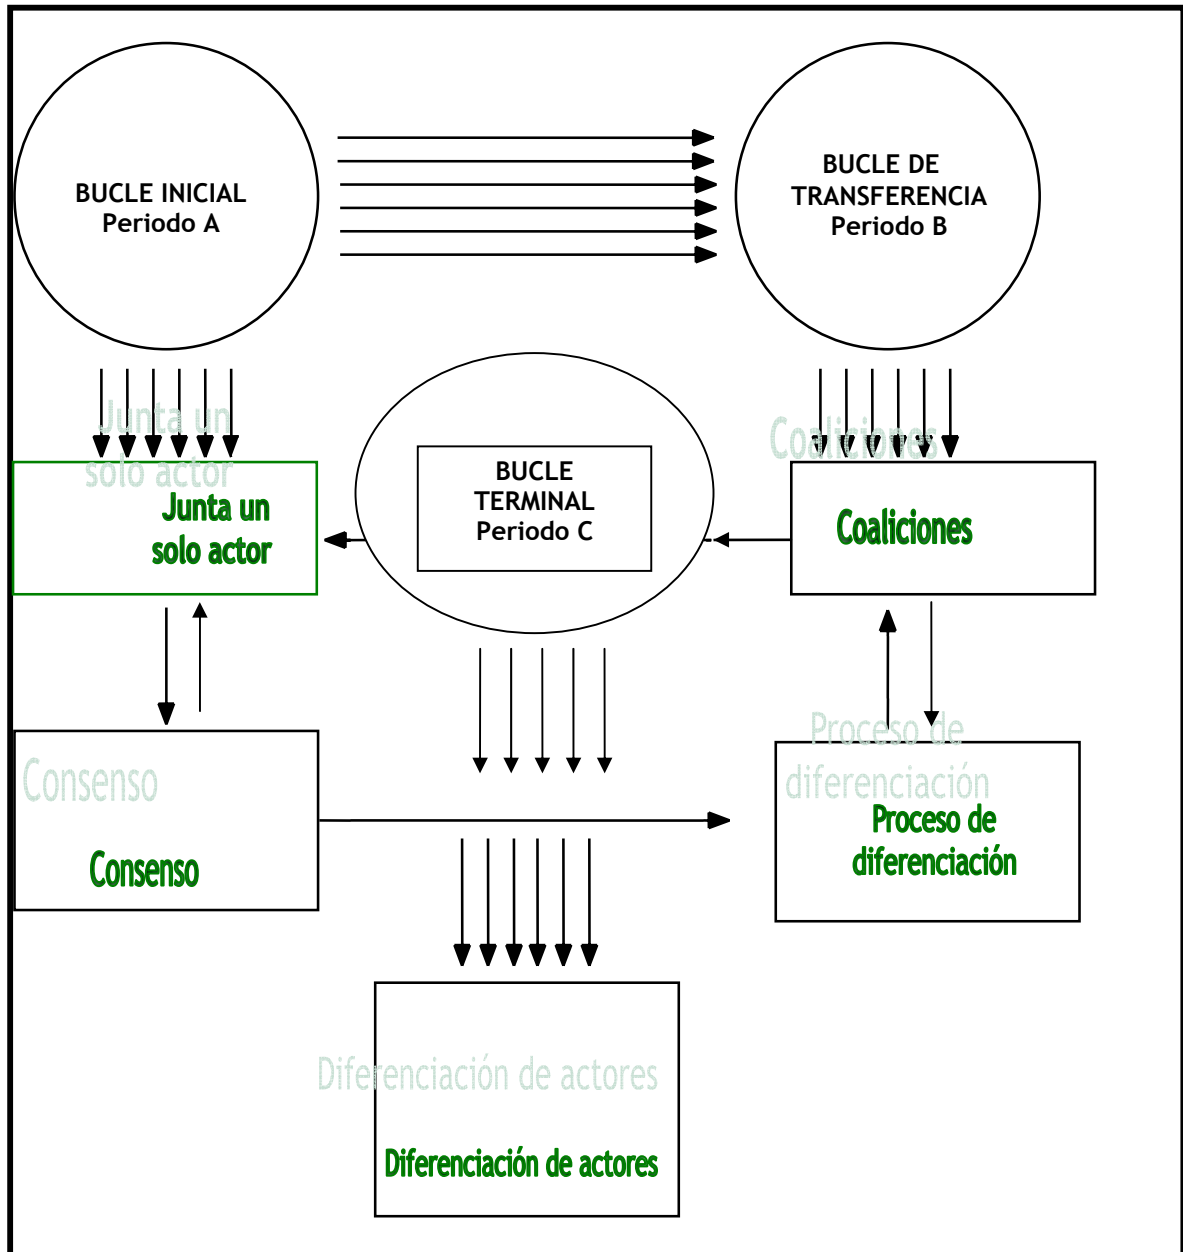 BUCLE INICIAL
Periodo A
BUCLE DE
TRANSFERENCIA
Periodo B
Junta un
solo actor
Junta un
solo actor
BUCLE
TERMINAL
Periodo C
Coaliciones
Coaliciones
Consenso
Consenso
Proceso de
diferenciación
Proceso de
diferenciación
Diferenciación de actores
Diferenciación de actores